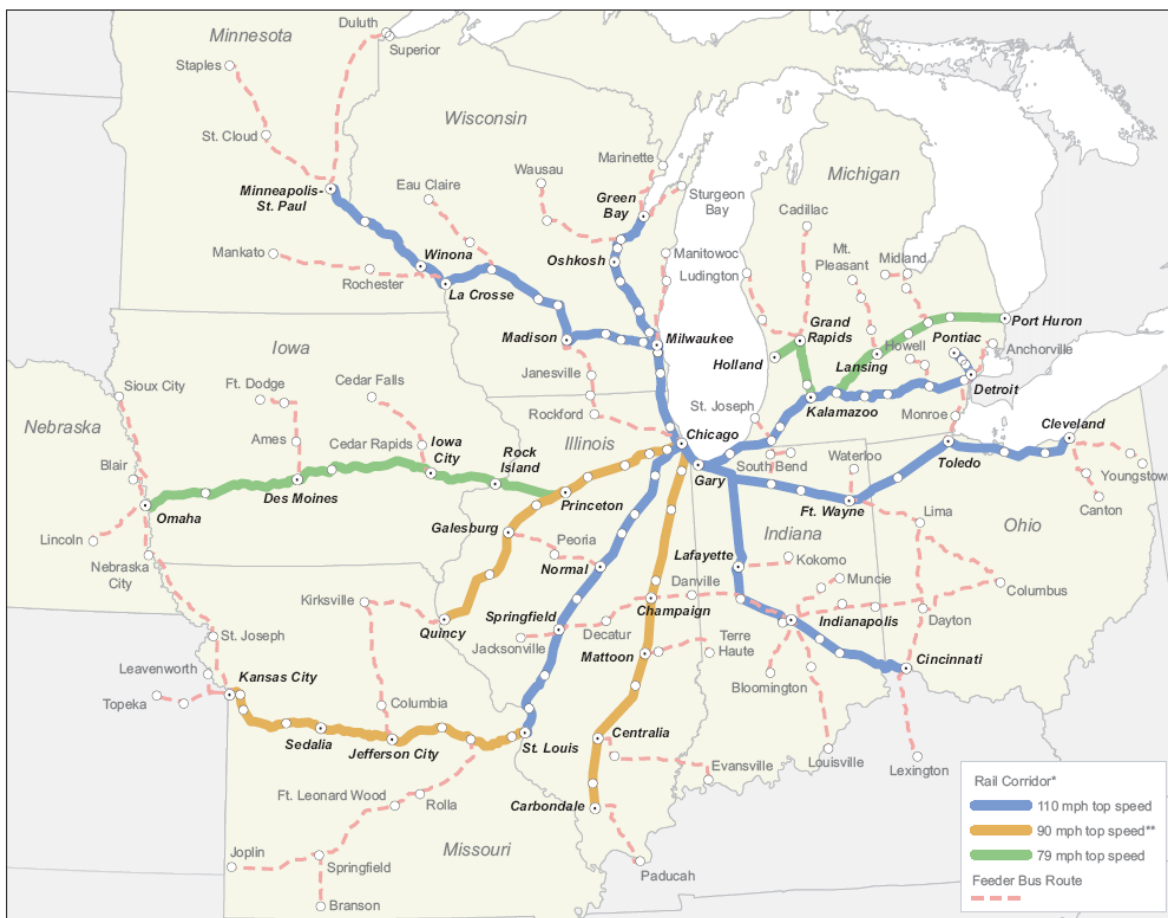 Duluth
Minnesota
Superior
Staples
Wisconsin
St. Cloud
Marinette
Wausau
Michigan
Eau Claire
Minneapolis-
St. Paul
Green
Bay
Sturgeon
Bay
Cadillac
Mankato
Winona
Oshkosh
Manitowoc
Mt.
Pleasant
Midland
Ludington
Rochester
La Crosse
Grand
Rapids
Port Huron
Madison
Milwaukee
Holland
Lansing
Howell
Pontiac
Anchorville
Iowa
Janesville
Detroit
Sioux City
Ft. Dodge
Cedar Falls
Rockford
St. Joseph
Kalamazoo
Monroe
Cleveland
Nebraska
Ames
Cedar Rapids
Iowa
City
Illinois
Chicago
Toledo
Blair
Rock
Island
Gary
South Bend
Waterloo
Youngstown
Des Moines
Omaha
Princeton
Ft. Wayne
Canton
Lincoln
Galesburg
Lima
Ohio
Nebraska
City
Peoria
Normal
Lafayette
Indiana
Kokomo
Muncie
Columbus
Kirksville
Danville
Springfield
Champaign
Indianapolis
Dayton
Quincy
Jacksonville
Decatur
St. Joseph
Mattoon
Terre
Haute
Leavenworth
Kansas City
Bloomington
Cincinnati
Topeka
Columbia
Sedalia
Jefferson City
St. Louis
Centralia
Louisville
Lexington
Evansville
Ft. Leonard Wood
Rolla
Carbondale
Joplin
Springfield
Missouri
Paducah
Branson
Rail Corridor*
110 mph top speed
90 mph top speed**
79 mph top speed
Feeder Bus Route